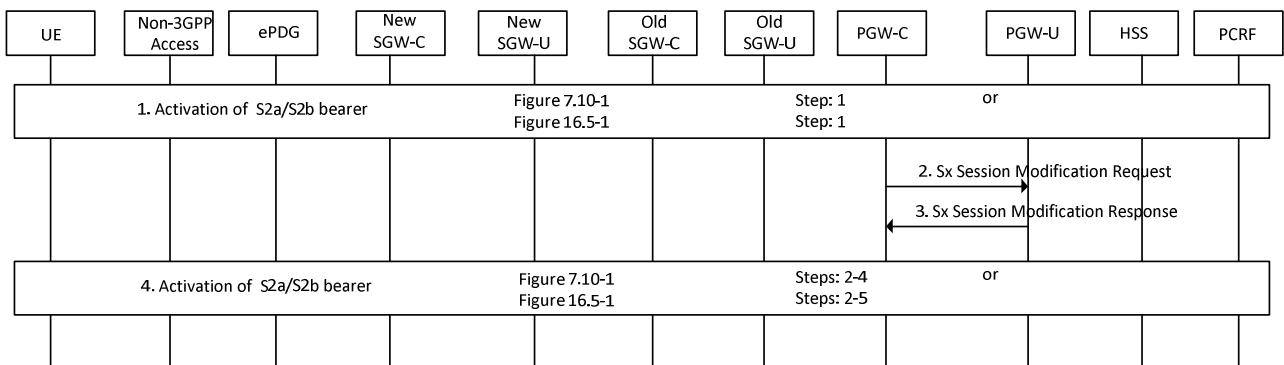 UE
Non-3GPP
Access
ePDG
New
SGW-C
New
SGW-U
Old
SGW-C
Old
SGW-U
PGW-C
PGW-U
HSS
PCRF
1. Activation of S2a/S2b bearer
Figure 7.10-1 Step: 1 or
Figure 16.5-1 Step: 1
2. Sx Session Modification Request
3. Sx Session Modification Response
4. Activation of S2a/S2b bearer
Figure 7.10-1 Steps: 2-4 or
Figure 16.5-1 Steps: 2-5